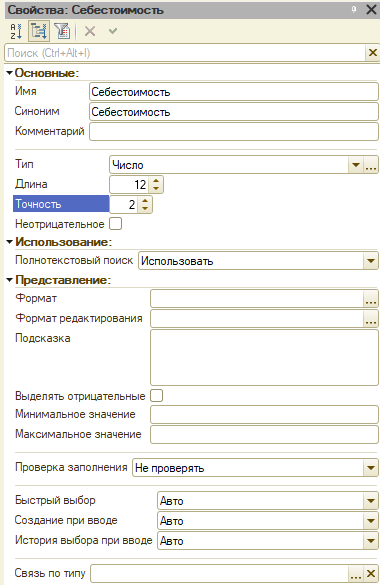 Свойства: Себестоимость
Поиск (Ctrl+Alt+I)
Основные:
Имя Себестоимость
Синоним Себестоимость
Комментарий
Тип Число
Длина 12
Точность 2
Неотрицательное
Использование:
Полнотекстовый поиск Использовать
Представление:
Формат
Формат редактирования
Подсказка
Выделять отрицательные
Минимальное значение
Максимальное значение
Проверка заполнения Не проверять
Быстрый выбор Авто
Создание при вводе Авто
История выбора при вводе Авто
Связь по типу